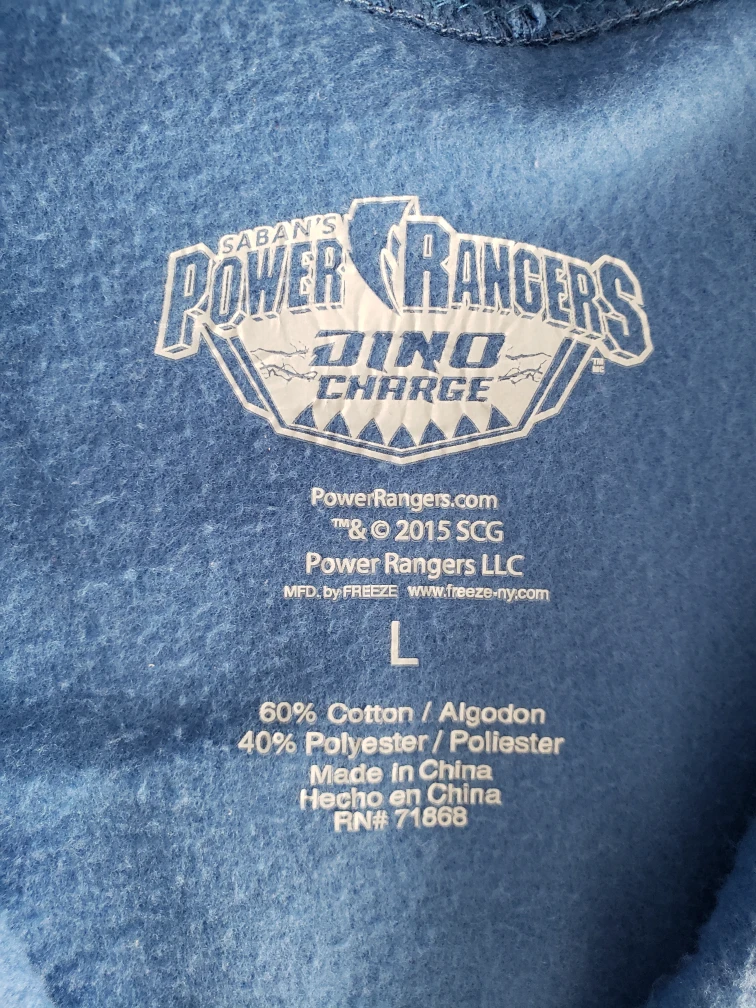 SABAN'S
POWER RANGERS
DINO
CHARGE
TM
PowerRangers.com
™& © 2015 SCG
Power Rangers LLC
MFD. by FREEZE www.freeze-ny.com
L
60% Cotton / Algodon
40% Polyester / Poliester
Made In China
Hecho en China
RN# 71868